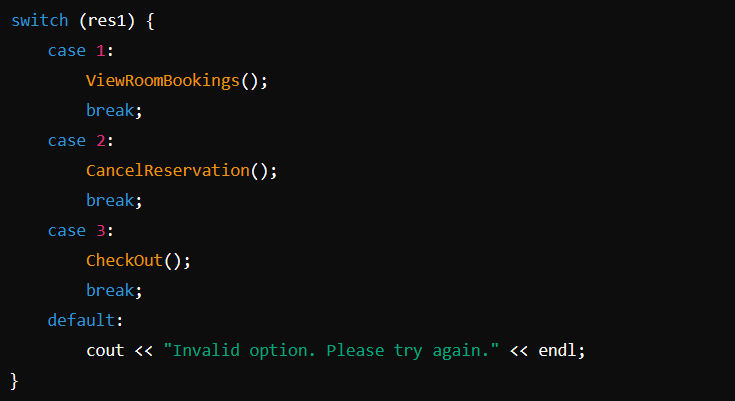 switch (res1) {
    case 1:
        ViewRoomBookings();
        break;
    case 2:
        CancelReservation();
        break;
    case 3:
        CheckOut();
        break;
    default:
        cout << "Invalid option. Please try again." << endl;
}